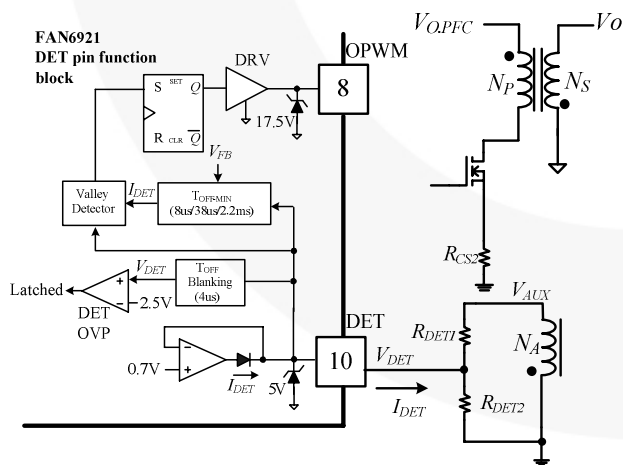 FAN6921
DET pin function
block
DRV
OPWM
8
S SET Q
R CLR Q
17.5V
V_FB
Valley
Detector
I_DET
T_OFF-MIN
(8us/38us/2.2ms)
V_DET
T_OFF
Blanking
(4us)
Latched
+
−
2.5V
DET
OVP
0.7V
−
+
I_DET
5V
DET
10
V_O.PFC
Vo
N_P
N_S
R_CS2
V_AUX
R_DET1
N_A
V_DET
I_DET
R_DET2